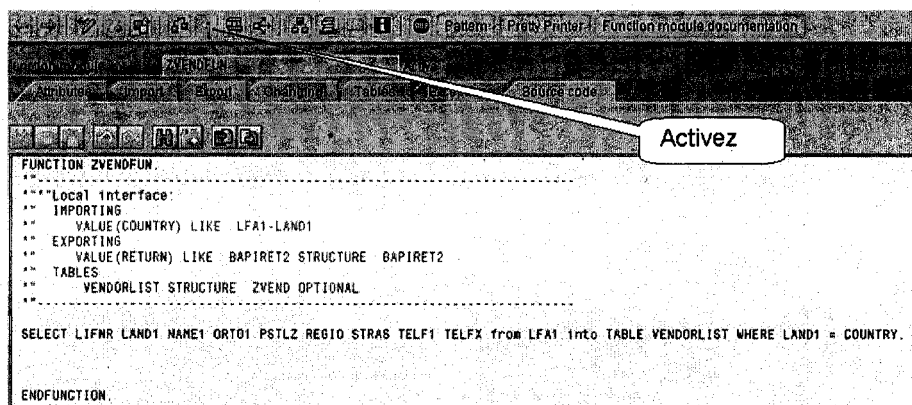 Pattern Pretty Printer Function module documentation
ZVENDFUN
Attributes Import Export Changing Tables Source code
Activez
FUNCTION ZVENDFUN.
*"----------------------------------------------------------------------
*"*"Local interface:
*" IMPORTING
*" VALUE(COUNTRY) LIKE LFA1-LAND1
*" EXPORTING
*" VALUE(RETURN) LIKE BAPIRET2 STRUCTURE BAPIRET2
*" TABLES
*" VENDORLIST STRUCTURE ZVEND OPTIONAL
*"----------------------------------------------------------------------
SELECT LIFNR LAND1 NAME1 ORT01 PSTLZ REGIO STRAS TELF1 TELFX from LFA1 into TABLE VENDORLIST WHERE LAND1 = COUNTRY.
ENDFUNCTION.